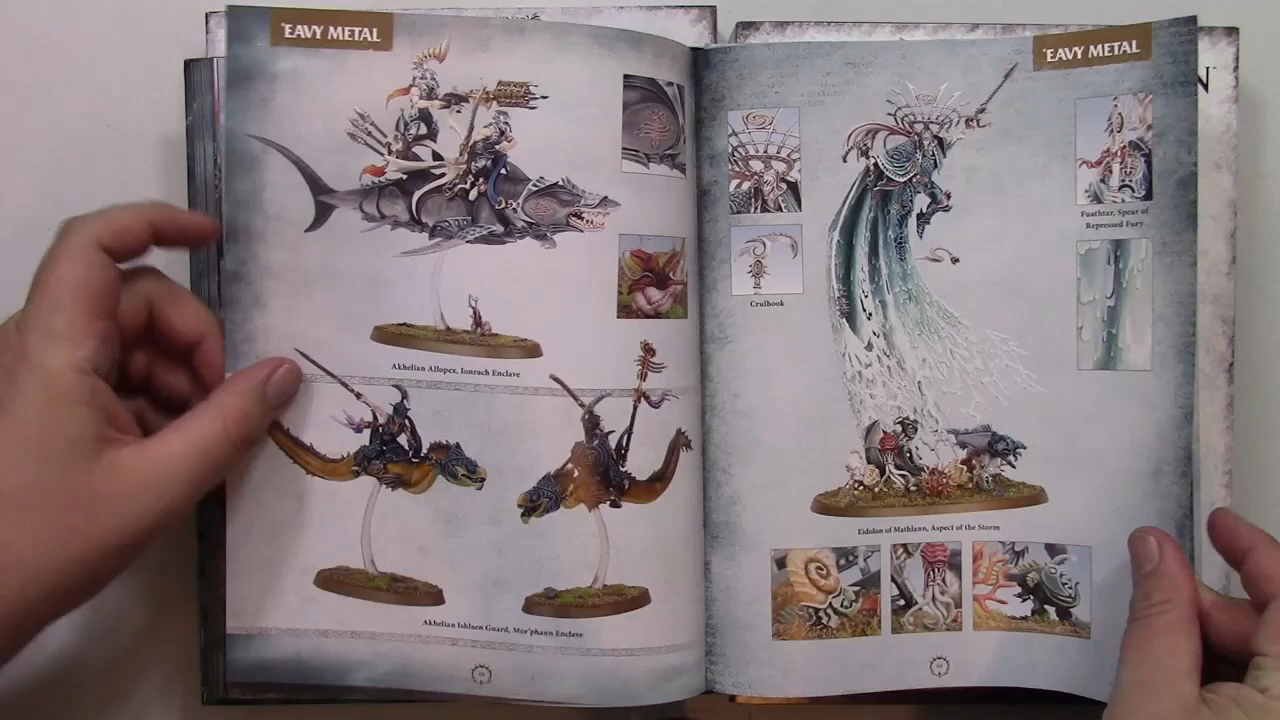 'EAVY METAL
Akhelian Allopex, Ionrach Enclave
Akhelian Ishlaen Guard, Mor'phann Enclave
'EAVY METAL
Crulhook
Fuathtar, Spear of
Repressed Fury
Eidolon of Mathlann, Aspect of the Storm
N